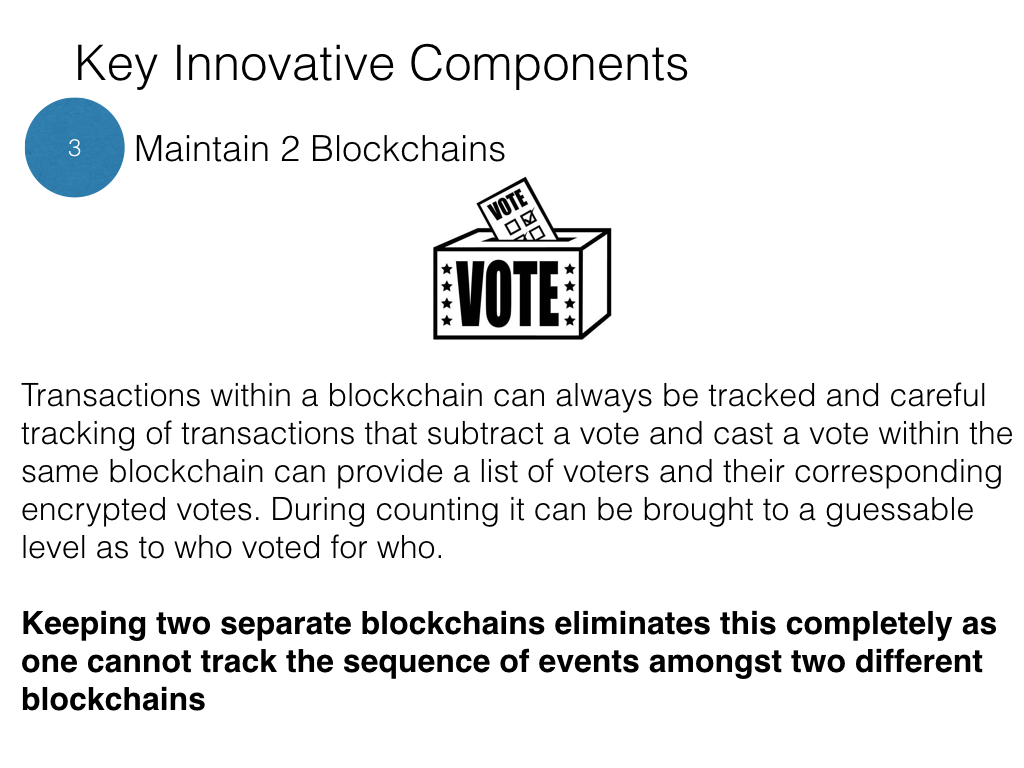 Key Innovative Components
3
Maintain 2 Blockchains
VOTE
VOTE
Transactions within a blockchain can always be tracked and careful
tracking of transactions that subtract a vote and cast a vote within the
same blockchain can provide a list of voters and their corresponding
encrypted votes. During counting it can be brought to a guessable
level as to who voted for who.
Keeping two separate blockchains eliminates this completely as
one cannot track the sequence of events amongst two different
blockchains